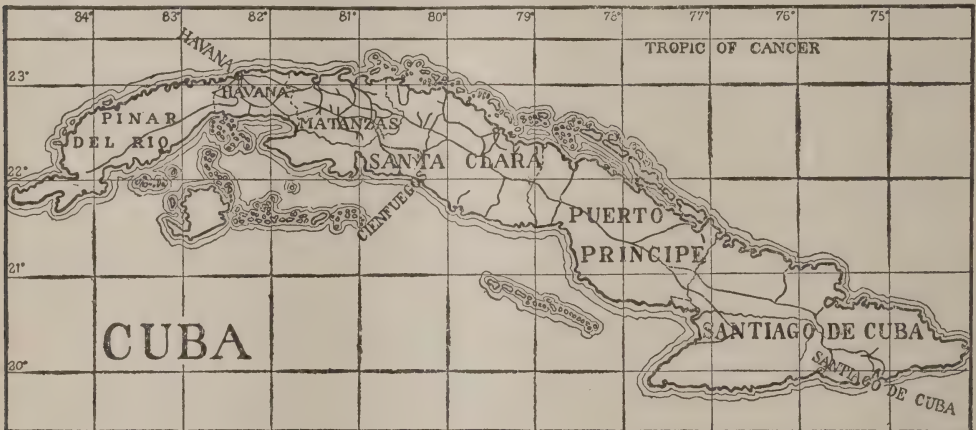 84° 83° 82° 81° 80° 79° 78° 77° 76° 75°
TROPIC OF CANCER
HAVANA
23°
HAVANA
PINAR
DEL RIO
MATANZAS
SANTA CLARA
22°
CIENFUEGOS
PUERTO
PRINCIPE
21°
CUBA
SANTIAGO DE CUBA
20°
SANTIAGO DE CUBA